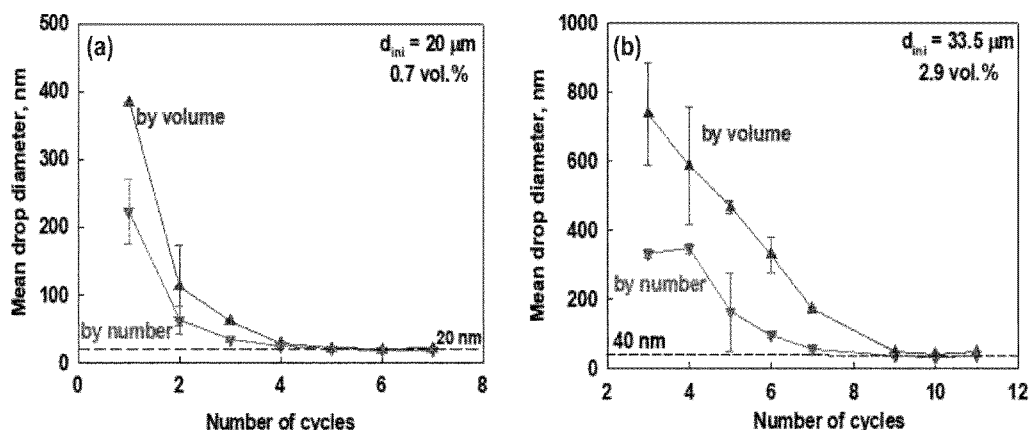 (a)
d_ini = 20 μm
0.7 vol.%
by volume
by number
20 nm
Mean drop diameter, nm
500
400
300
200
100
0
0 2 4 6 8
Number of cycles
(b)
d_ini = 33.5 μm
2.9 vol.%
by volume
by number
40 nm
Mean drop diameter, nm
1000
800
600
400
200
0
2 4 6 8 10 12
Number of cycles